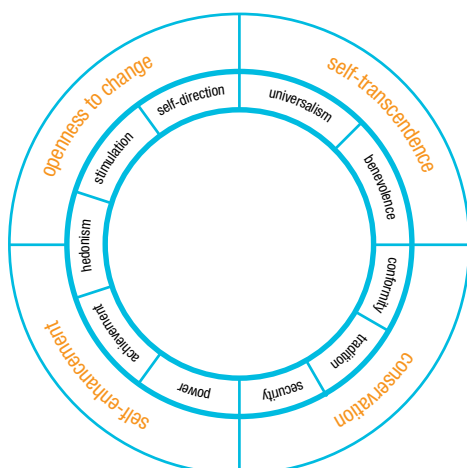 openness to change
self-transcendence
self-direction
universalism
stimulation
benevolence
hedonism
conformity
achievement
tradition
power
security
self-enhancement
conservation